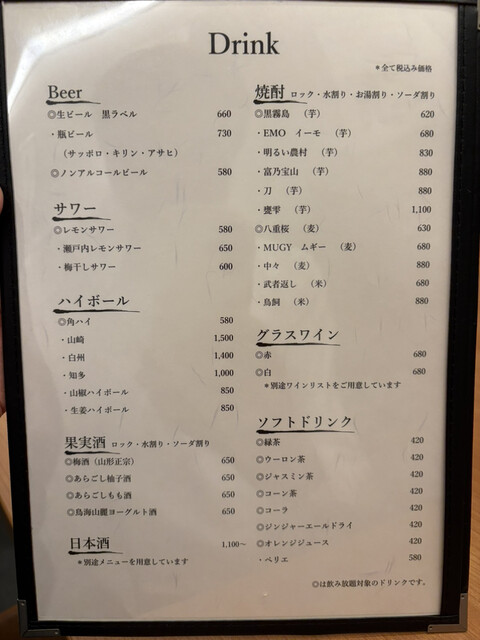 Drink
*全て税込み価格
Beer
◎生ビール 黒ラベル 660
・瓶ビール 730
（サッポロ・キリン・アサヒ）
◎ノンアルコールビール 580
サワー
◎レモンサワー 580
・瀬戸内レモンサワー 650
・梅干しサワー 600
ハイボール
◎角ハイ 580
・山崎 1,500
・白州 1,400
・知多 1,000
・山椒ハイボール 850
・生姜ハイボール 850
果実酒 ロック・水割り・ソーダ割り
◎梅酒（山形正宗） 650
◎あらごし柚子酒 650
◎あらごしもも酒 650
◎鳥海山麓ヨーグルト酒 650
日本酒 1,100～
*別途メニューを用意しています
焼酎 ロック・水割り・お湯割り・ソーダ割り
◎黒霧島 （芋） 620
・EMO イーモ （芋） 680
・明るい農村 （芋） 830
・富乃宝山 （芋） 880
・刀 （芋） 880
・甕雫 （芋） 1,100
◎八重桜 （麦） 630
・MUGY ムギー （麦） 680
・中々 （麦） 880
・武者返し （米） 680
・鳥飼 （米） 880
グラスワイン
◎赤 680
◎白 680
*別途ワインリストをご用意しています
ソフトドリンク
◎緑茶 420
◎ウーロン茶 420
◎ジャスミン茶 420
◎コーン茶 420
◎コーラ 420
◎ジンジャーエールドライ 420
◎オレンジジュース 420
・ペリエ 580
◎は飲み放題対象のドリンクです。